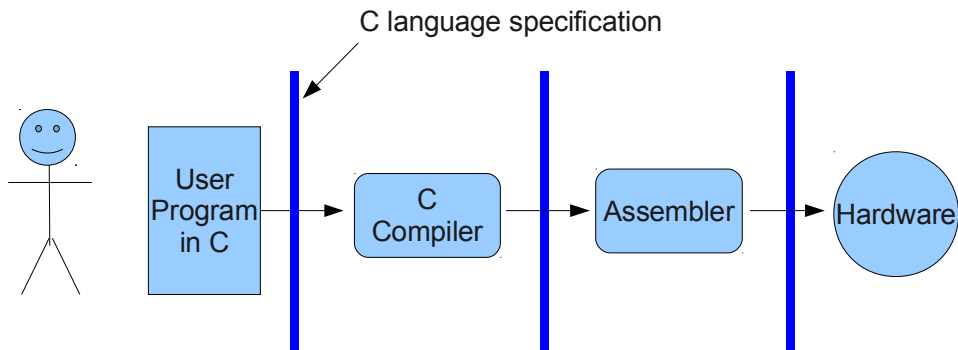 C language specification
User
Program
in C
C
Compiler
Assembler
Hardware